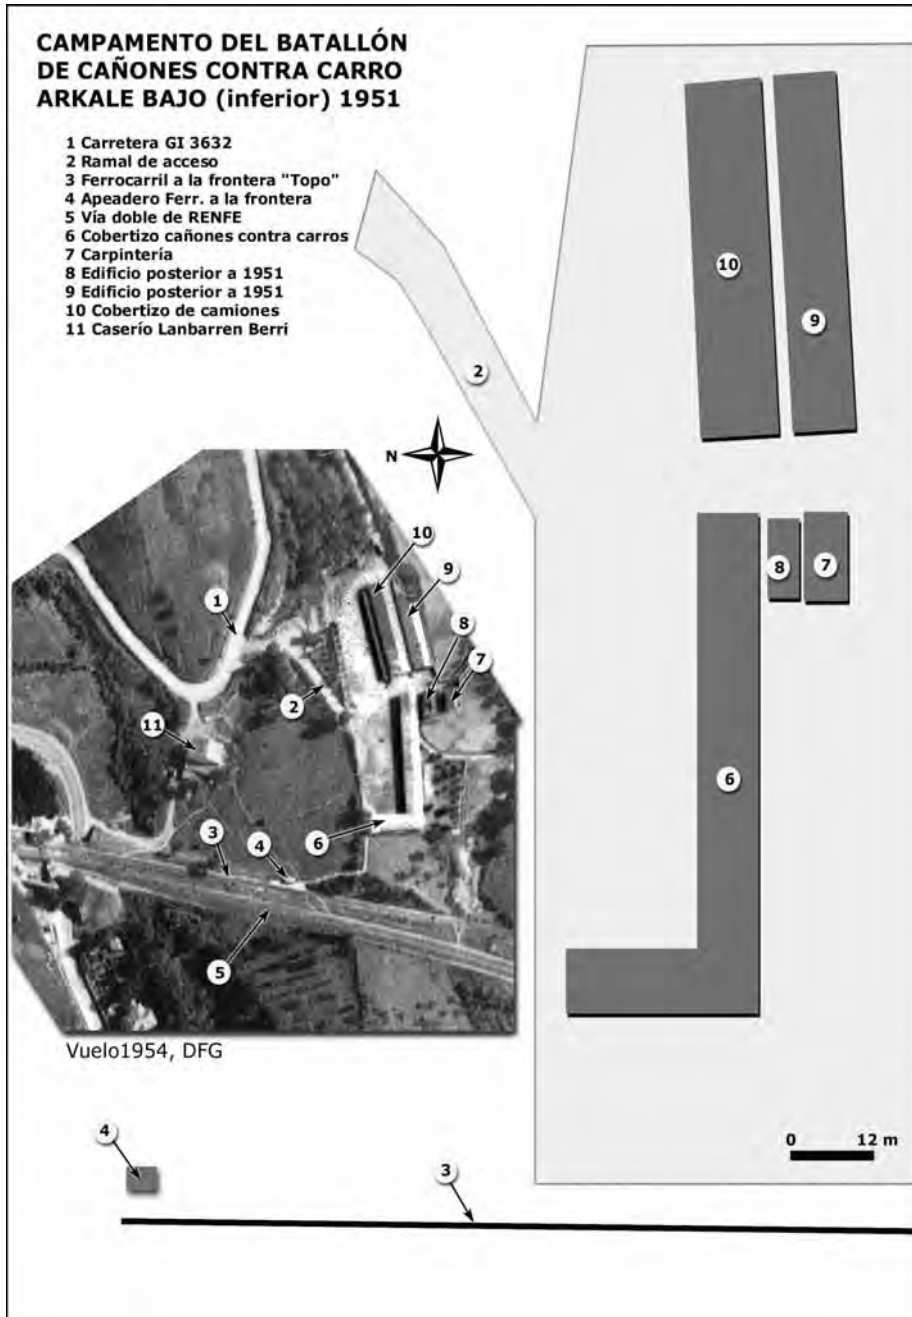 CAMPAMENTO DEL BATALLÓN
DE CAÑONES CONTRA CARRO
ARKALE BAJO (inferior) 1951
1 Carretera GI 3632
2 Ramal de acceso
3 Ferrocarril a la frontera "Topo"
4 Apeadero Ferr. a la frontera
5 Vía doble de RENFE
6 Cobertizo cañones contra carros
7 Carpintería
8 Edificio posterior a 1951
9 Edificio posterior a 1951
10 Cobertizo de camiones
11 Caserío Lanbarren Berri
10
9
2
N
10
9
1
8
7
2
11
3
4
6
5
8
7
6
Vuelo1954, DFG
4
3
0 12 m